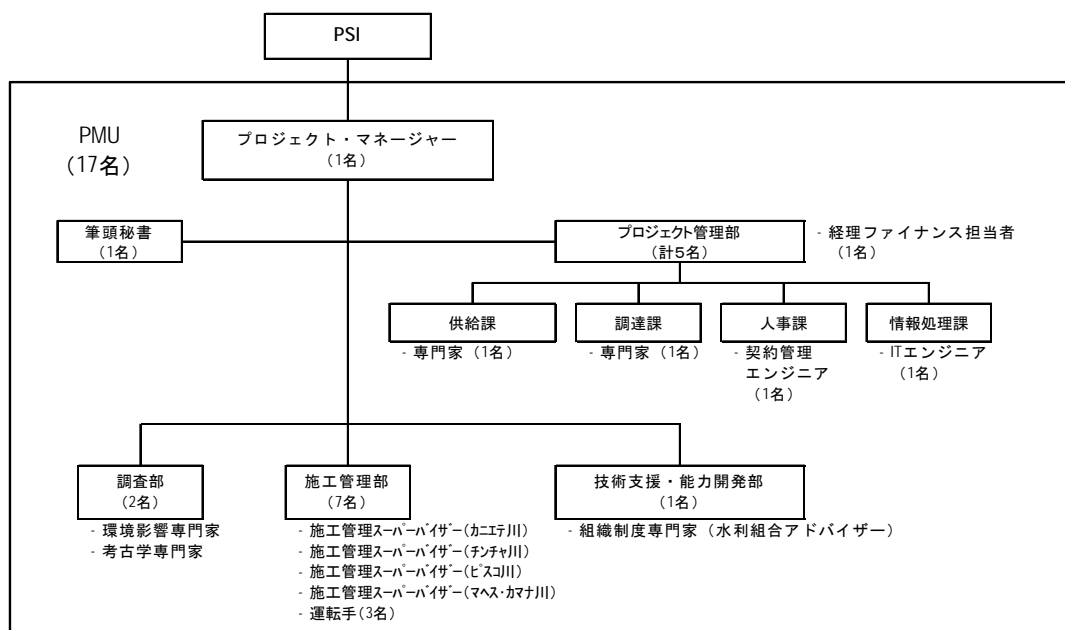 PSI
PMU
(17名)
プロジェクト・マネージャー
(1名)
筆頭秘書
(1名)
プロジェクト管理部
(計5名)
- 経理ファイナンス担当者
(1名)
供給課
調達課
人事課
情報処理課
- 専門家 (1名)
- 専門家 (1名)
- 契約管理
エンジニア
(1名)
- ITエンジニア
(1名)
調査部
(2名)
- 環境影響専門家
- 考古学専門家
施工管理部
(7名)
- 施工管理スーパーバイザー(カニエテ川)
- 施工管理スーパーバイザー(チンチャ川)
- 施工管理スーパーバイザー(ピスコ川)
- 施工管理スーパーバイザー(マヘス・カマナ川)
- 運転手(3名)
技術支援・能力開発部
(1名)
- 組織制度専門家 (水利組合アドバイザー)